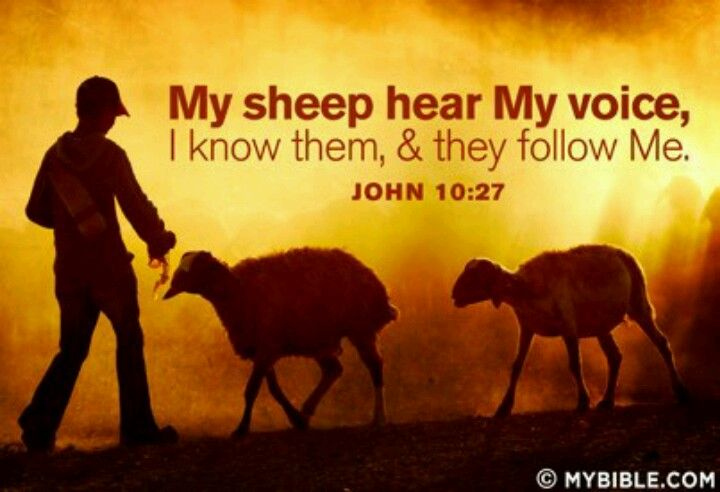 My sheep hear My voice,
I know them, & they follow Me.
JOHN 10:27
© MYBIBLE.COM